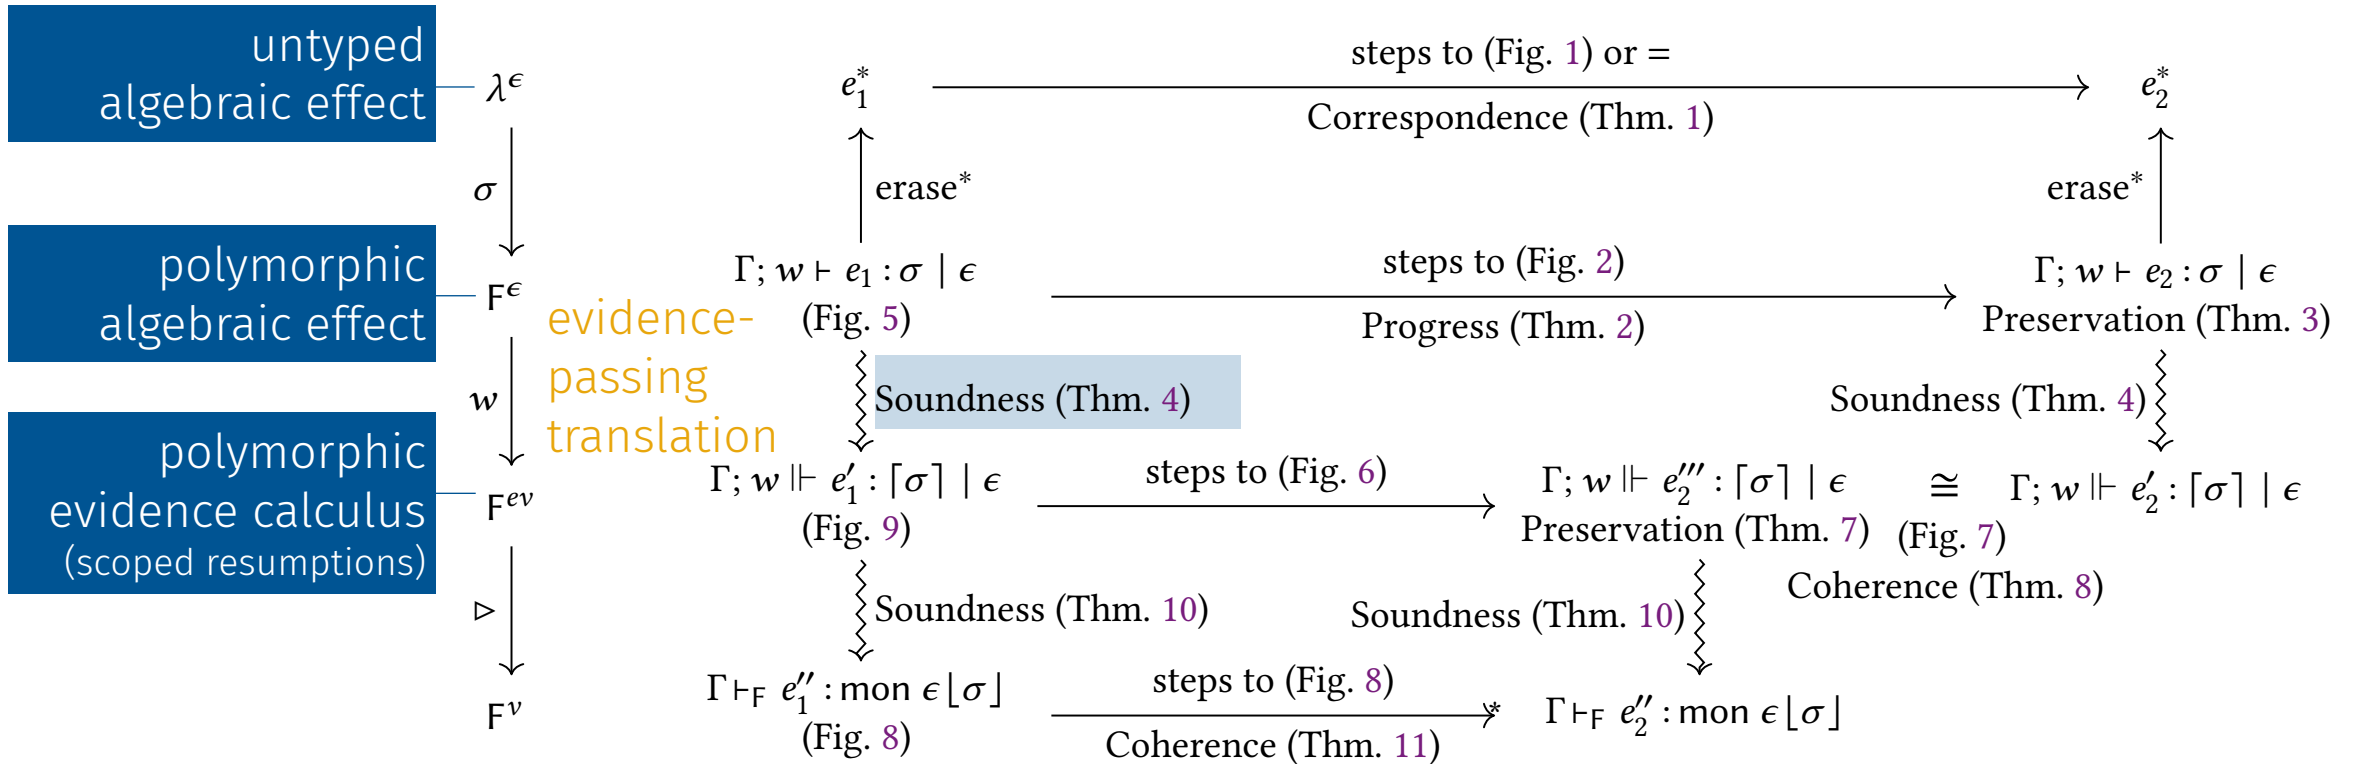 untyped
algebraic effect
λ^ϵ
e₁*
steps to (Fig. 1) or =
Correspondence (Thm. 1)
e₂*
σ
erase*
erase*
polymorphic
algebraic effect
F^ϵ
Γ; w ⊢ e₁ : σ | ϵ
(Fig. 5)
steps to (Fig. 2)
Progress (Thm. 2)
Γ; w ⊢ e₂ : σ | ϵ
Preservation (Thm. 3)
w
evidence-
passing
translation
Soundness (Thm. 4)
Soundness (Thm. 4)
polymorphic
evidence calculus
(scoped resumptions)
F^ev
Γ; w ⊩ e₁′ : ⌈σ⌉ | ϵ
(Fig. 9)
steps to (Fig. 6)
Γ; w ⊩ e₂‴ : ⌈σ⌉ | ϵ
Preservation (Thm. 7)
≅
(Fig. 7)
Γ; w ⊩ e₂′ : ⌈σ⌉ | ϵ
Coherence (Thm. 8)
▷
Soundness (Thm. 10)
Soundness (Thm. 10)
F^v
Γ ⊢F e₁″ : mon ϵ ⌊σ⌋
(Fig. 8)
steps to (Fig. 8)
*
Coherence (Thm. 11)
Γ ⊢F e₂″ : mon ϵ ⌊σ⌋